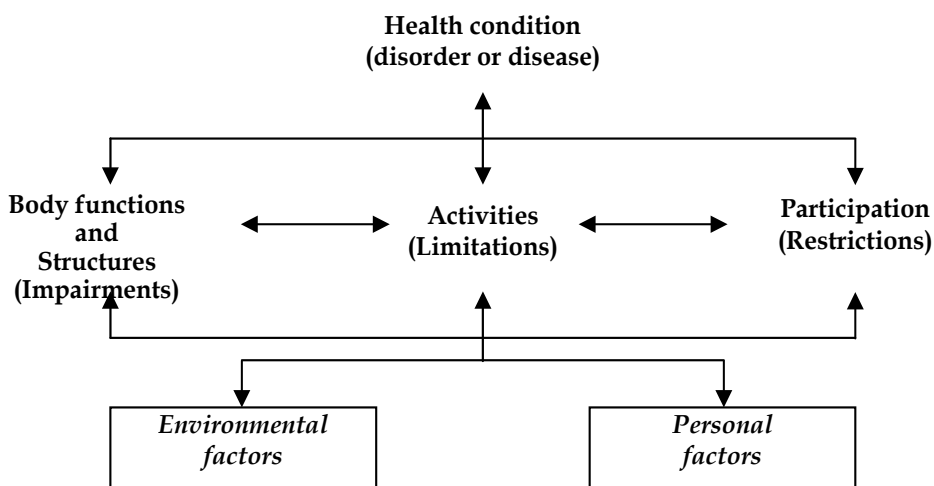 Health condition
(disorder or disease)
Body functions
and
Structures
(Impairments)
Activities
(Limitations)
Participation
(Restrictions)
Environmental
factors
Personal
factors